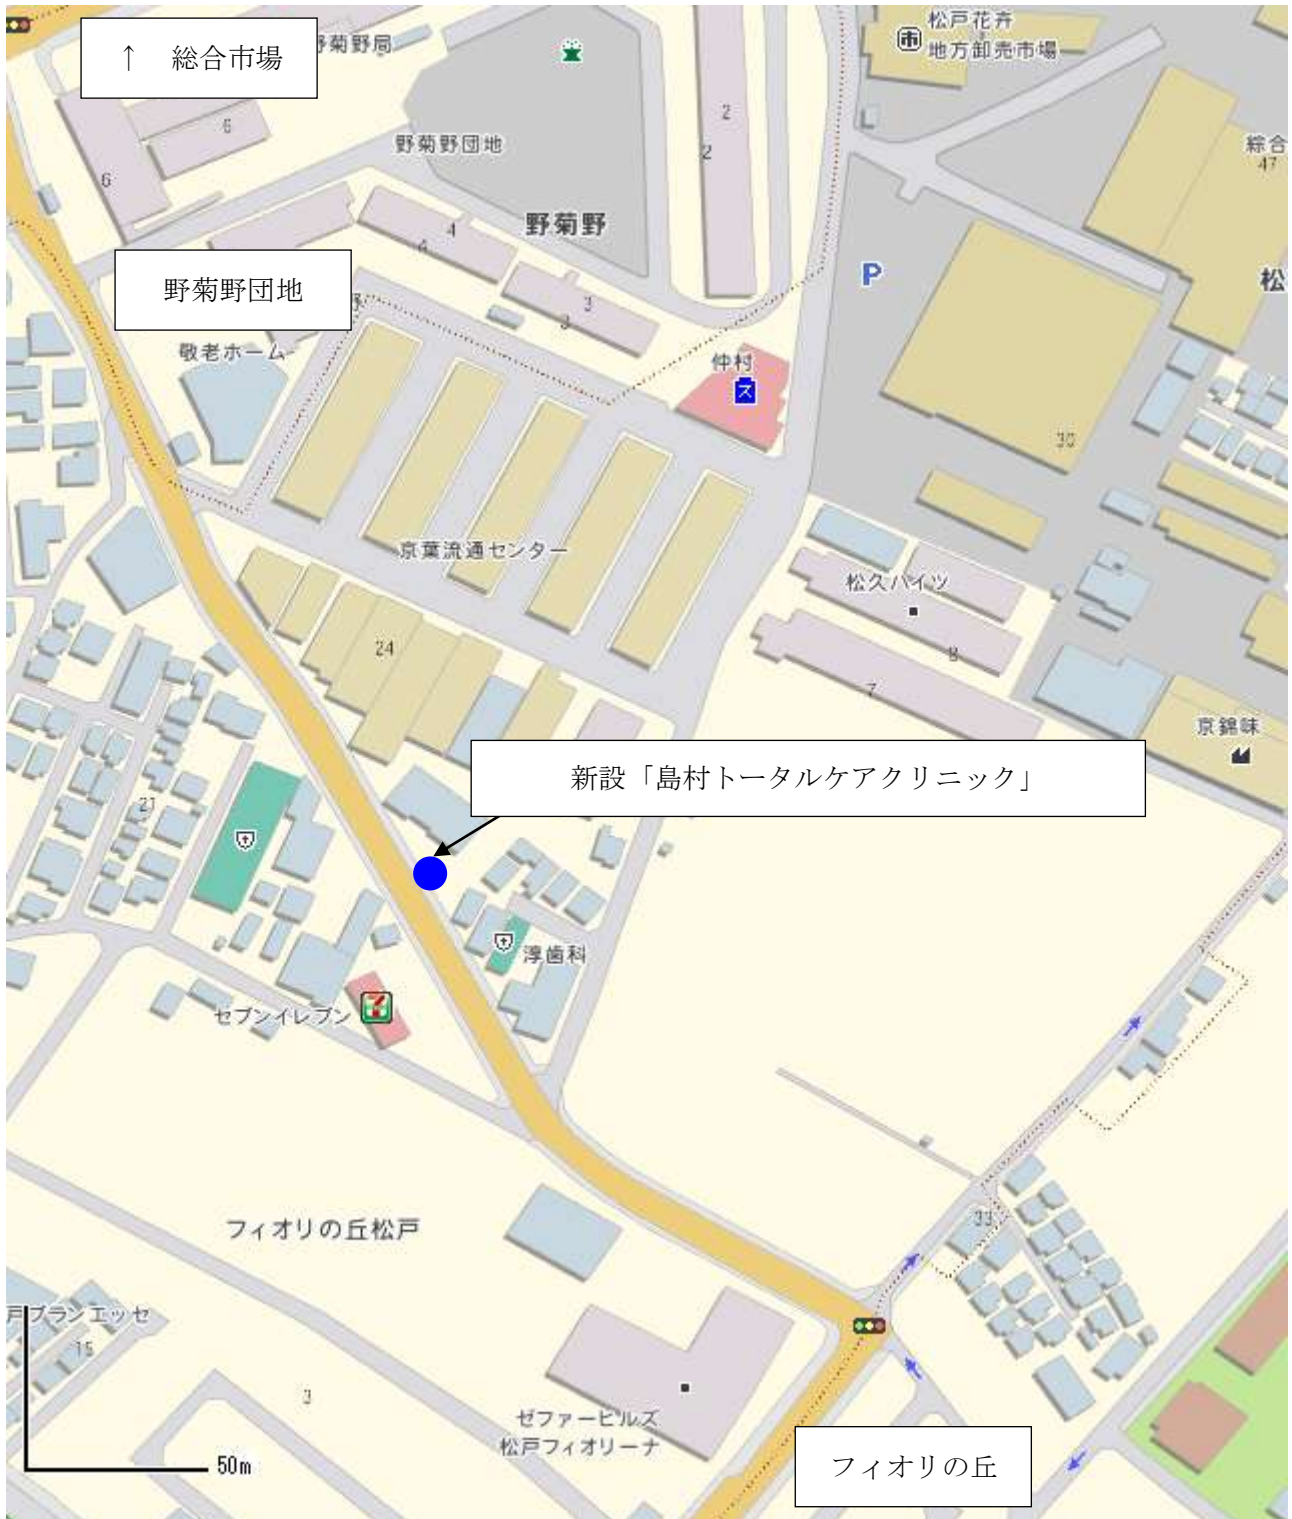 ↑ 総合市場
野菊野局
松戸花卉
地方卸売市場
6
6
2
2
野菊野団地
綜合
47
野菊野
4
4
3
3
松
P
野菊野団地
敬老ホーム
仲村
ス
30
京葉流通センター
松久ハイツ
8
7
24
京錦味
新設「島村トータルケアクリニック」
21
淳歯科
セブンイレブン
フィオリの丘松戸
33
戸ブランエッセ
15
3
ゼファーヒルズ
松戸フィオリーナ
50m
フィオリの丘